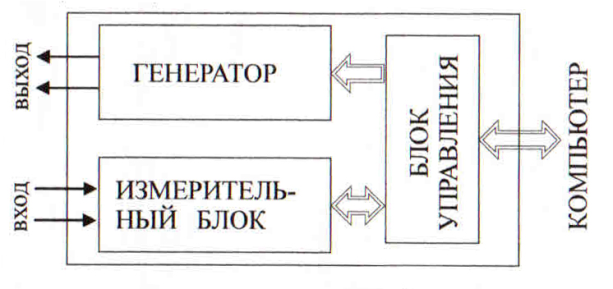 ВЫХОД
ГЕНЕРАТОР
ВХОД
ИЗМЕРИТЕЛЬ-
НЫЙ БЛОК
БЛОК
УПРАВЛЕНИЯ
КОМПЬЮТЕР